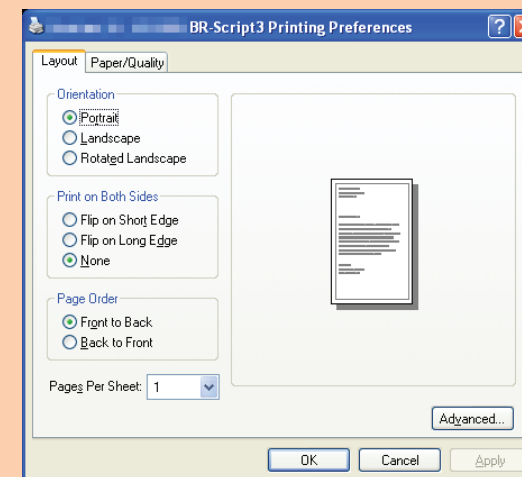 BR-Script3 Printing Preferences
Layout Paper/Quality
Orientation
Portrait
Landscape
Rotated Landscape
Print on Both Sides
Flip on Short Edge
Flip on Long Edge
None
Page Order
Front to Back
Back to Front
Pages Per Sheet: 1
Advanced...
OK Cancel Apply